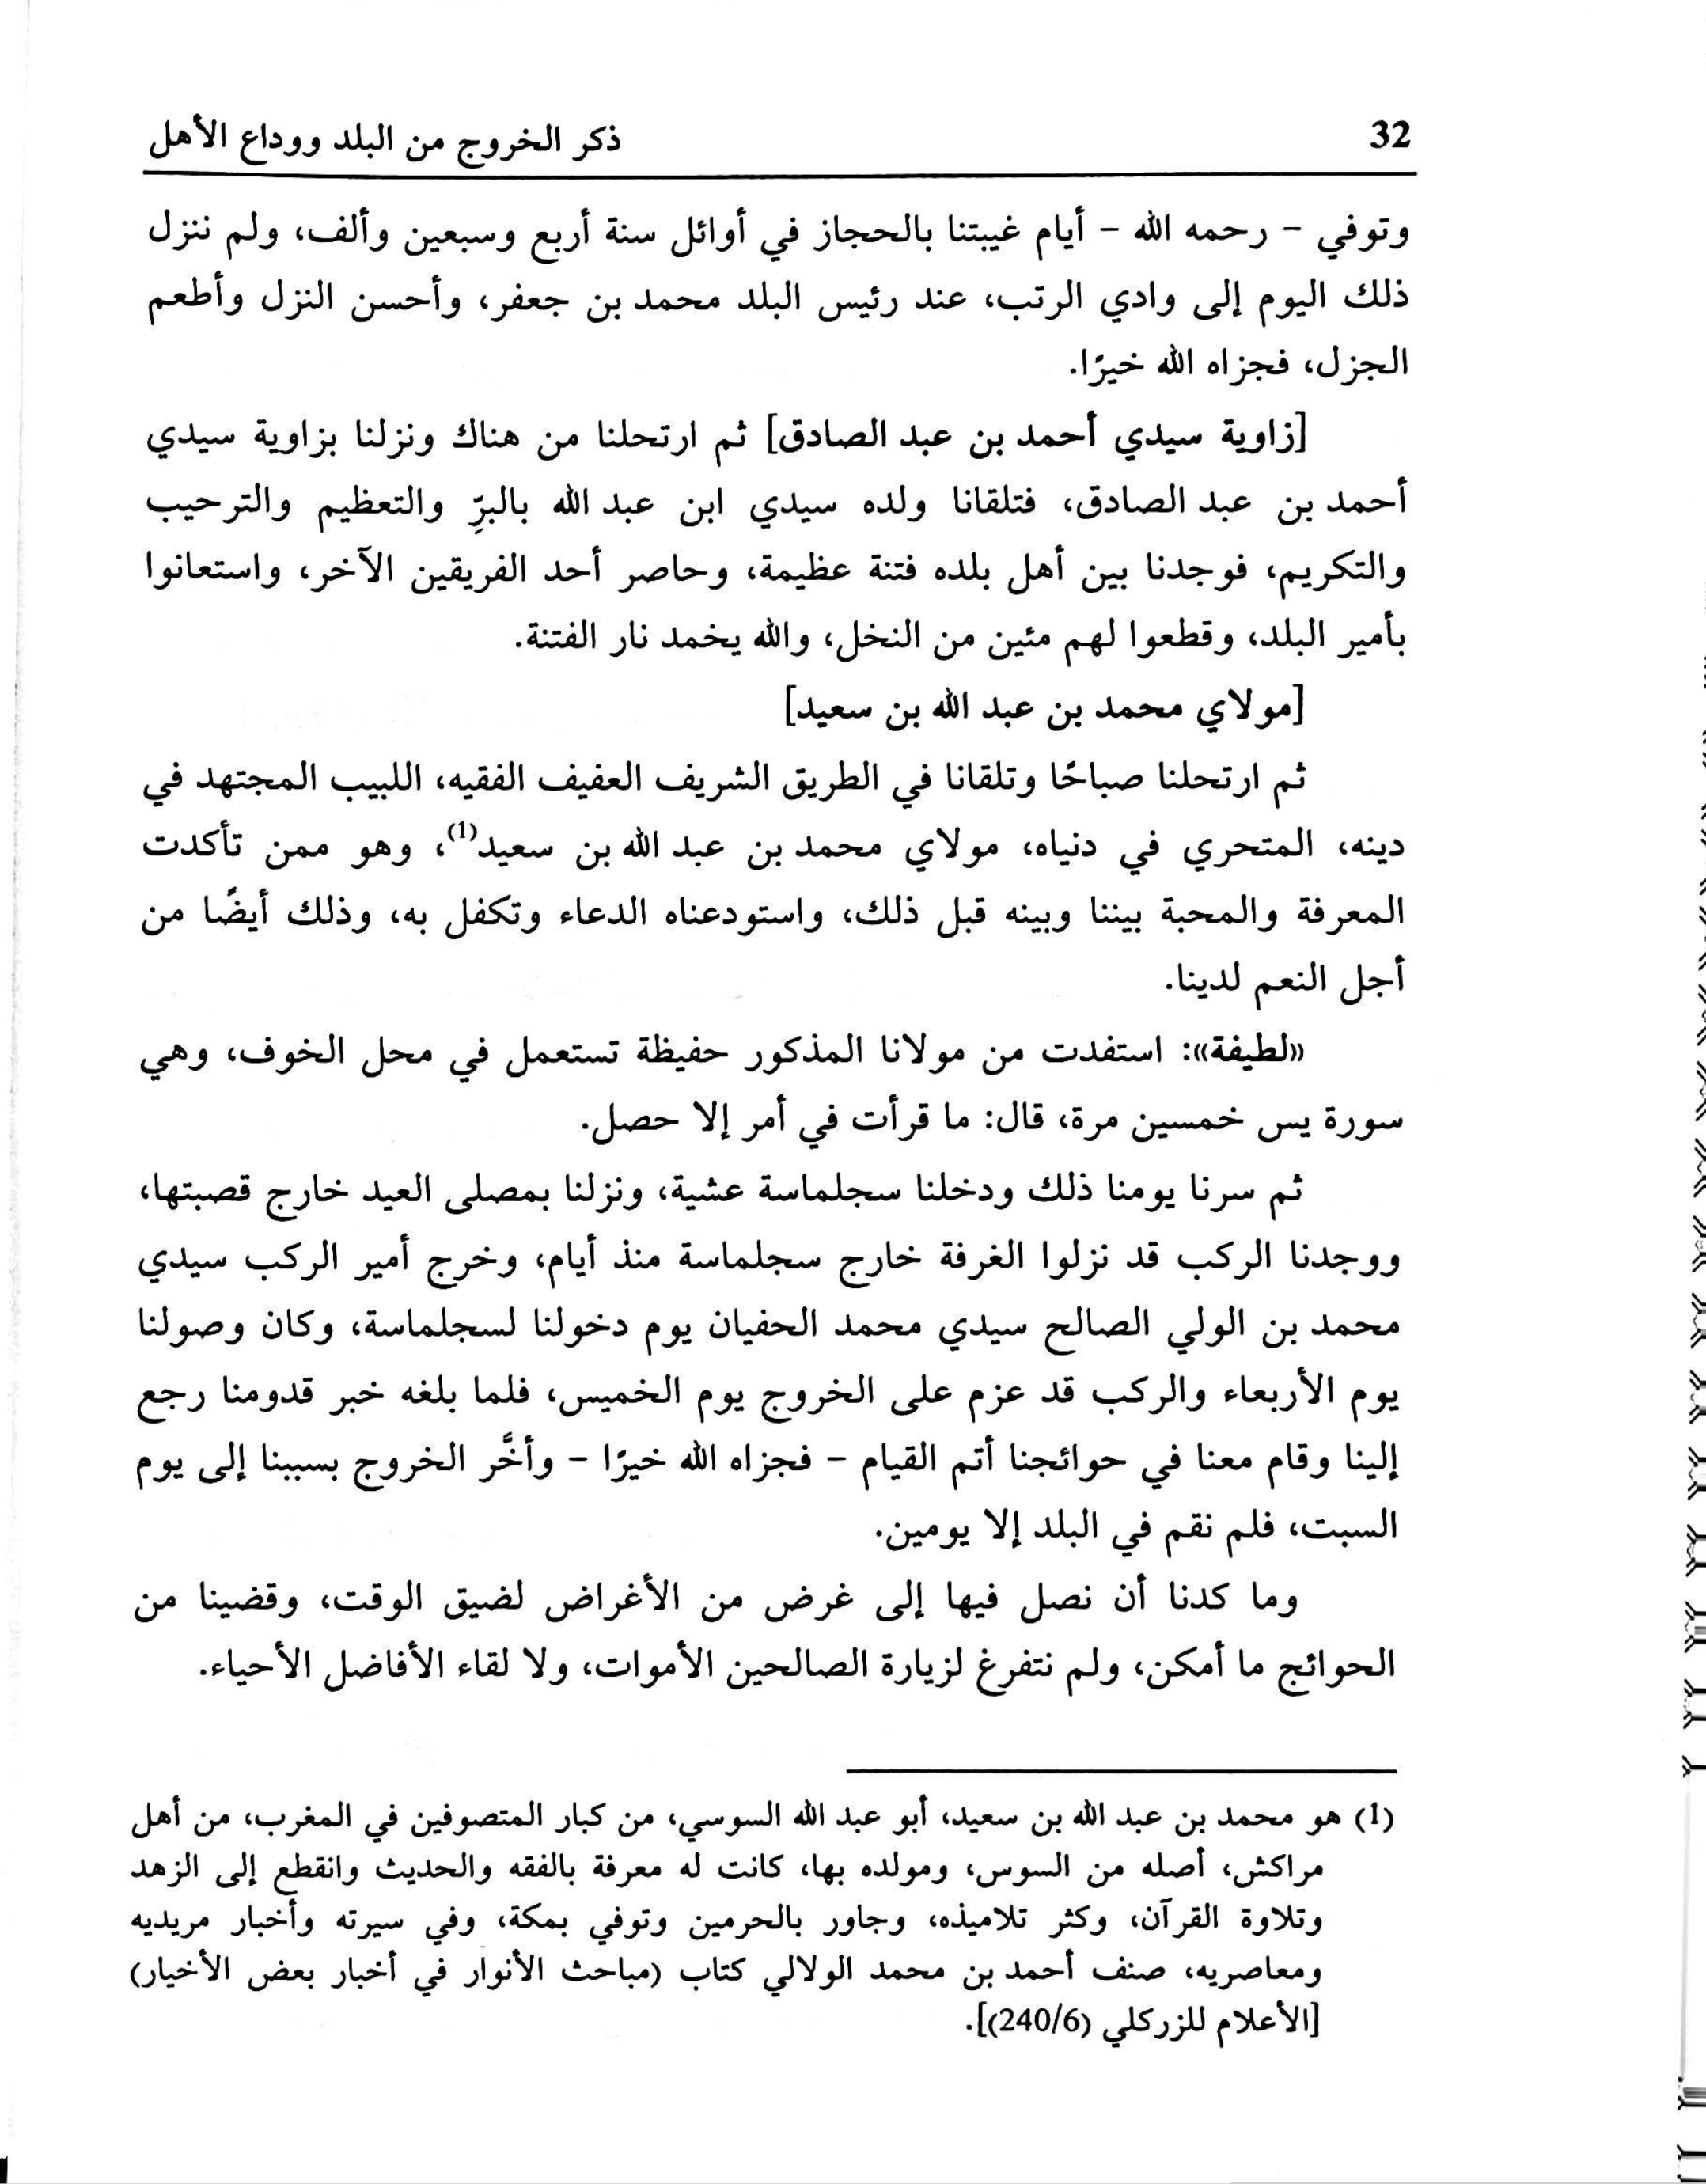 32
ذكر الخروج من البلد ووداع الأهل
وتوفي - رحمه الله - أيام غيبتنا بالحجاز في أوائل سنة أربع وسبعين وألف، ولم ننزل
ذلك اليوم إلى وادي الرتب، عند رئيس البلد محمد بن جعفر، وأحسن النزل وأطعم
الجزل، فجزاه الله خيرًا.
[زاوية سيدي أحمد بن عبد الصادق] ثم ارتحلنا من هناك ونزلنا بزاوية سيدي
أحمد بن عبد الصادق، فتلقانا ولده سيدي ابن عبد الله بالبرِّ والتعظيم والترحيب
والتكريم، فوجدنا بين أهل بلده فتنة عظيمة، وحاصر أحد الفريقين الآخر، واستعانوا
بأمير البلد، وقطعوا لهم مئين من النخل، والله يخمد نار الفتنة.
[مولاي محمد بن عبد الله بن سعيد]
ثم ارتحلنا صباحًا وتلقانا في الطريق الشريف العفيف الفقيه، اللبيب المجتهد في
دينه، المتحري في دنياه، مولاي محمد بن عبد الله بن سعيد(1)، وهو ممن تأكدت
المعرفة والمحبة بيننا وبينه قبل ذلك، واستودعناه الدعاء وتكفل به، وذلك أيضًا من
أجل النعم لدينا.
«لطيفة»: استفدت من مولانا المذكور حفيظة تستعمل في محل الخوف، وهي
سورة يس خمسين مرة، قال: ما قرأت في أمر إلا حصل.
ثم سرنا يومنا ذلك ودخلنا سجلماسة عشية، ونزلنا بمصلى العيد خارج قصبتها،
ووجدنا الركب قد نزلوا الغرفة خارج سجلماسة منذ أيام، وخرج أمير الركب سيدي
محمد بن الولي الصالح سيدي محمد الحفيان يوم دخولنا لسجلماسة، وكان وصولنا
يوم الأربعاء والركب قد عزم على الخروج يوم الخميس، فلما بلغه خبر قدومنا رجع
إلينا وقام معنا في حوائجنا أتم القيام - فجزاه الله خيرًا - وأخَّر الخروج بسببنا إلى يوم
السبت، فلم نقم في البلد إلا يومين.
وما كدنا أن نصل فيها إلى غرض من الأغراض لضيق الوقت، وقضينا من
الحوائج ما أمكن، ولم نتفرغ لزيارة الصالحين الأموات، ولا لقاء الأفاضل الأحياء.
(1) هو محمد بن عبد الله بن سعيد، أبو عبد الله السوسي، من كبار المتصوفين في المغرب، من أهل
مراكش، أصله من السوس، ومولده بها، كانت له معرفة بالفقه والحديث وانقطع إلى الزهد
وتلاوة القرآن، وكثر تلاميذه، وجاور بالحرمين وتوفي بمكة، وفي سيرته وأخبار مريديه
ومعاصريه، صنف أحمد بن محمد الولالي كتاب (مباحث الأنوار في أخبار بعض الأخيار)
[الأعلام للزركلي (240/6)].